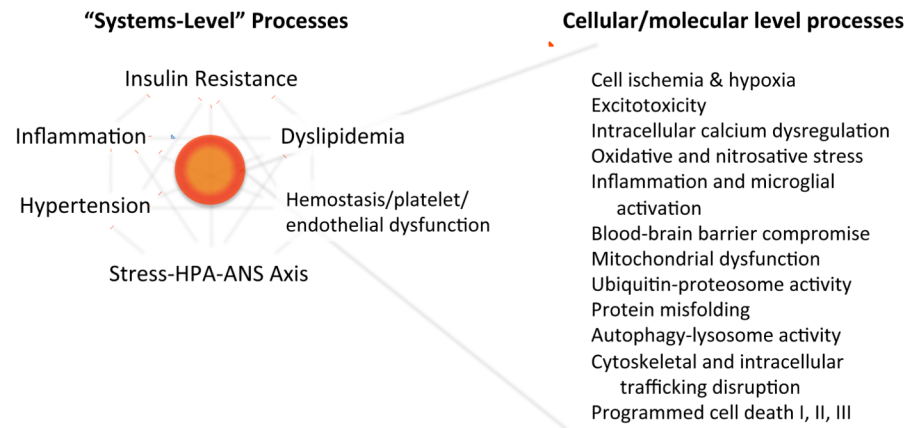 “Systems-Level” Processes
Insulin Resistance
Inflammation
Dyslipidemia
Hypertension
Hemostasis/platelet/
endothelial dysfunction
Stress-HPA-ANS Axis
Cellular/molecular level processes
Cell ischemia & hypoxia
Excitotoxicity
Intracellular calcium dysregulation
Oxidative and nitrosative stress
Inflammation and microglial
activation
Blood-brain barrier compromise
Mitochondrial dysfunction
Ubiquitin-proteosome activity
Protein misfolding
Autophagy-lysosome activity
Cytoskeletal and intracellular
trafficking disruption
Programmed cell death I, II, III